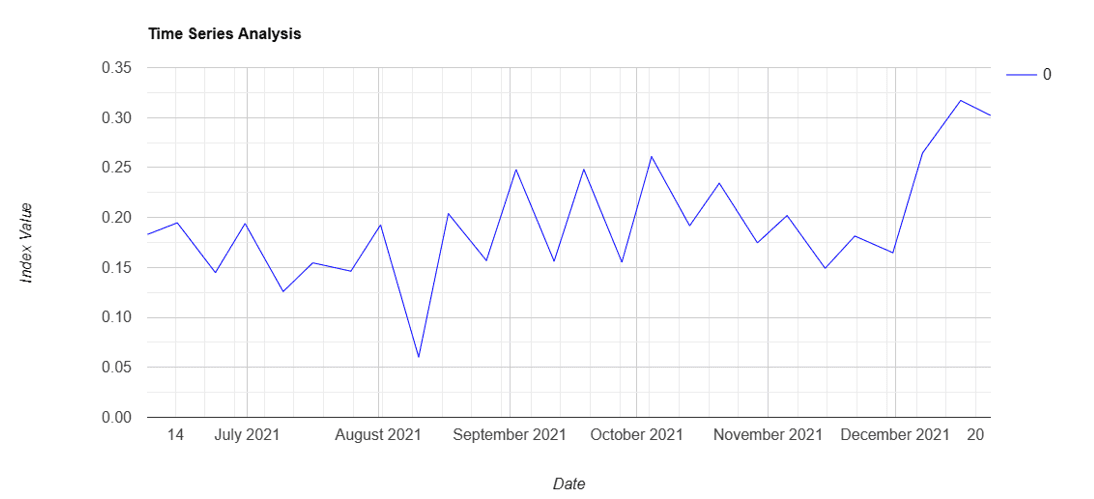 Time Series Analysis
0.35
0
0.30
0.25
0.20
Index Value
0.15
0.10
0.05
0.00
14 July 2021 August 2021 September 2021 October 2021 November 2021 December 2021 20
Date